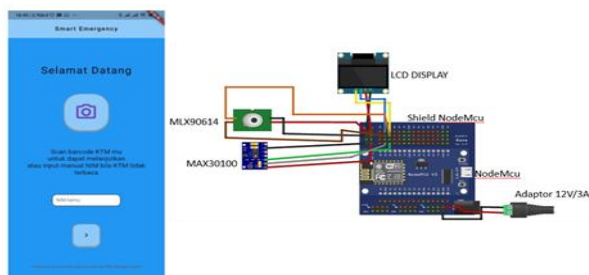 Smart Emergency
Selamat Datang
Scan barcode KTM mu
untuk dapat melanjutkan
atau input manual NIM bila KTM tidak
terbaca
LCD DISPLAY
MLX90614
Shield NodeMcu
MAX30100
NodeMcu
Adaptor 12V/3A